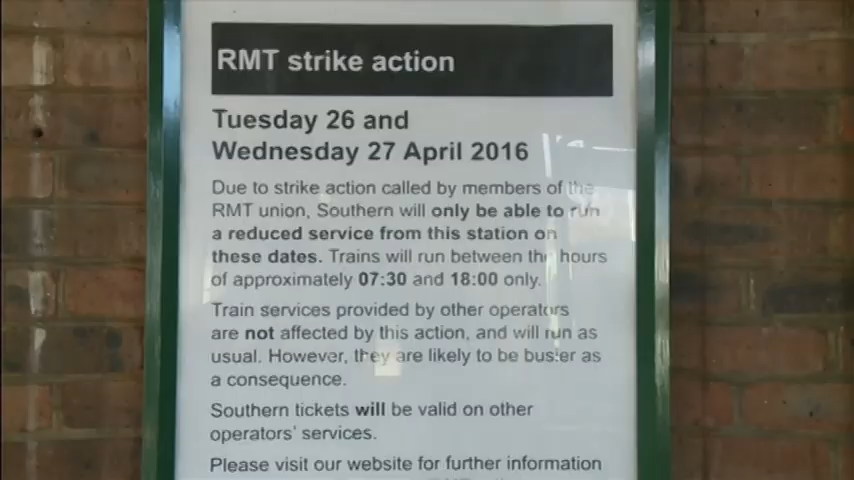 RMT strike action
Tuesday 26 and
Wednesday 27 April 2016
Due to strike action called by members of the
RMT union, Southern will only be able to run
a reduced service from this station on
these dates. Trains will run between the hours
of approximately 07:30 and 18:00 only.
Train services provided by other operators
are not affected by this action, and will run as
usual. However, they are likely to be busier as
a consequence.
Southern tickets will be valid on other
operators' services.
Please visit our website for further information